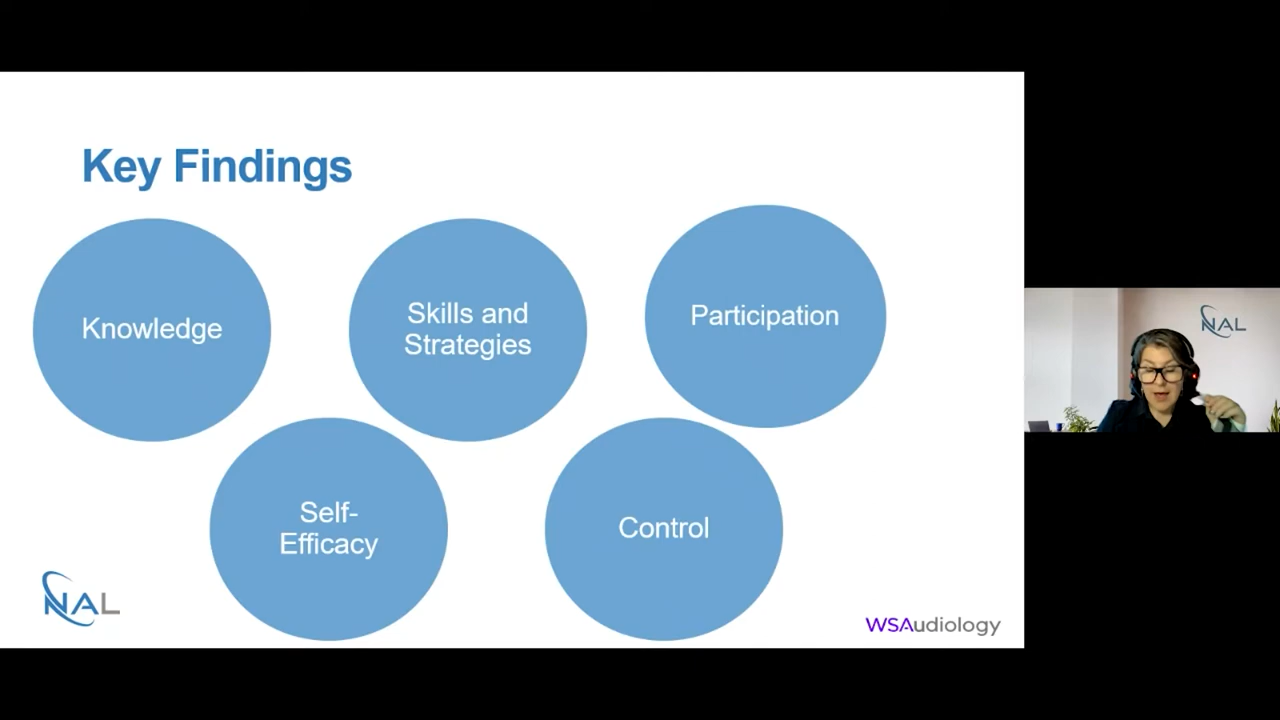 Key Findings
Knowledge
Skills and
Strategies
Participation
Self-
Efficacy
Control
NAL
WSAudiology
NAL